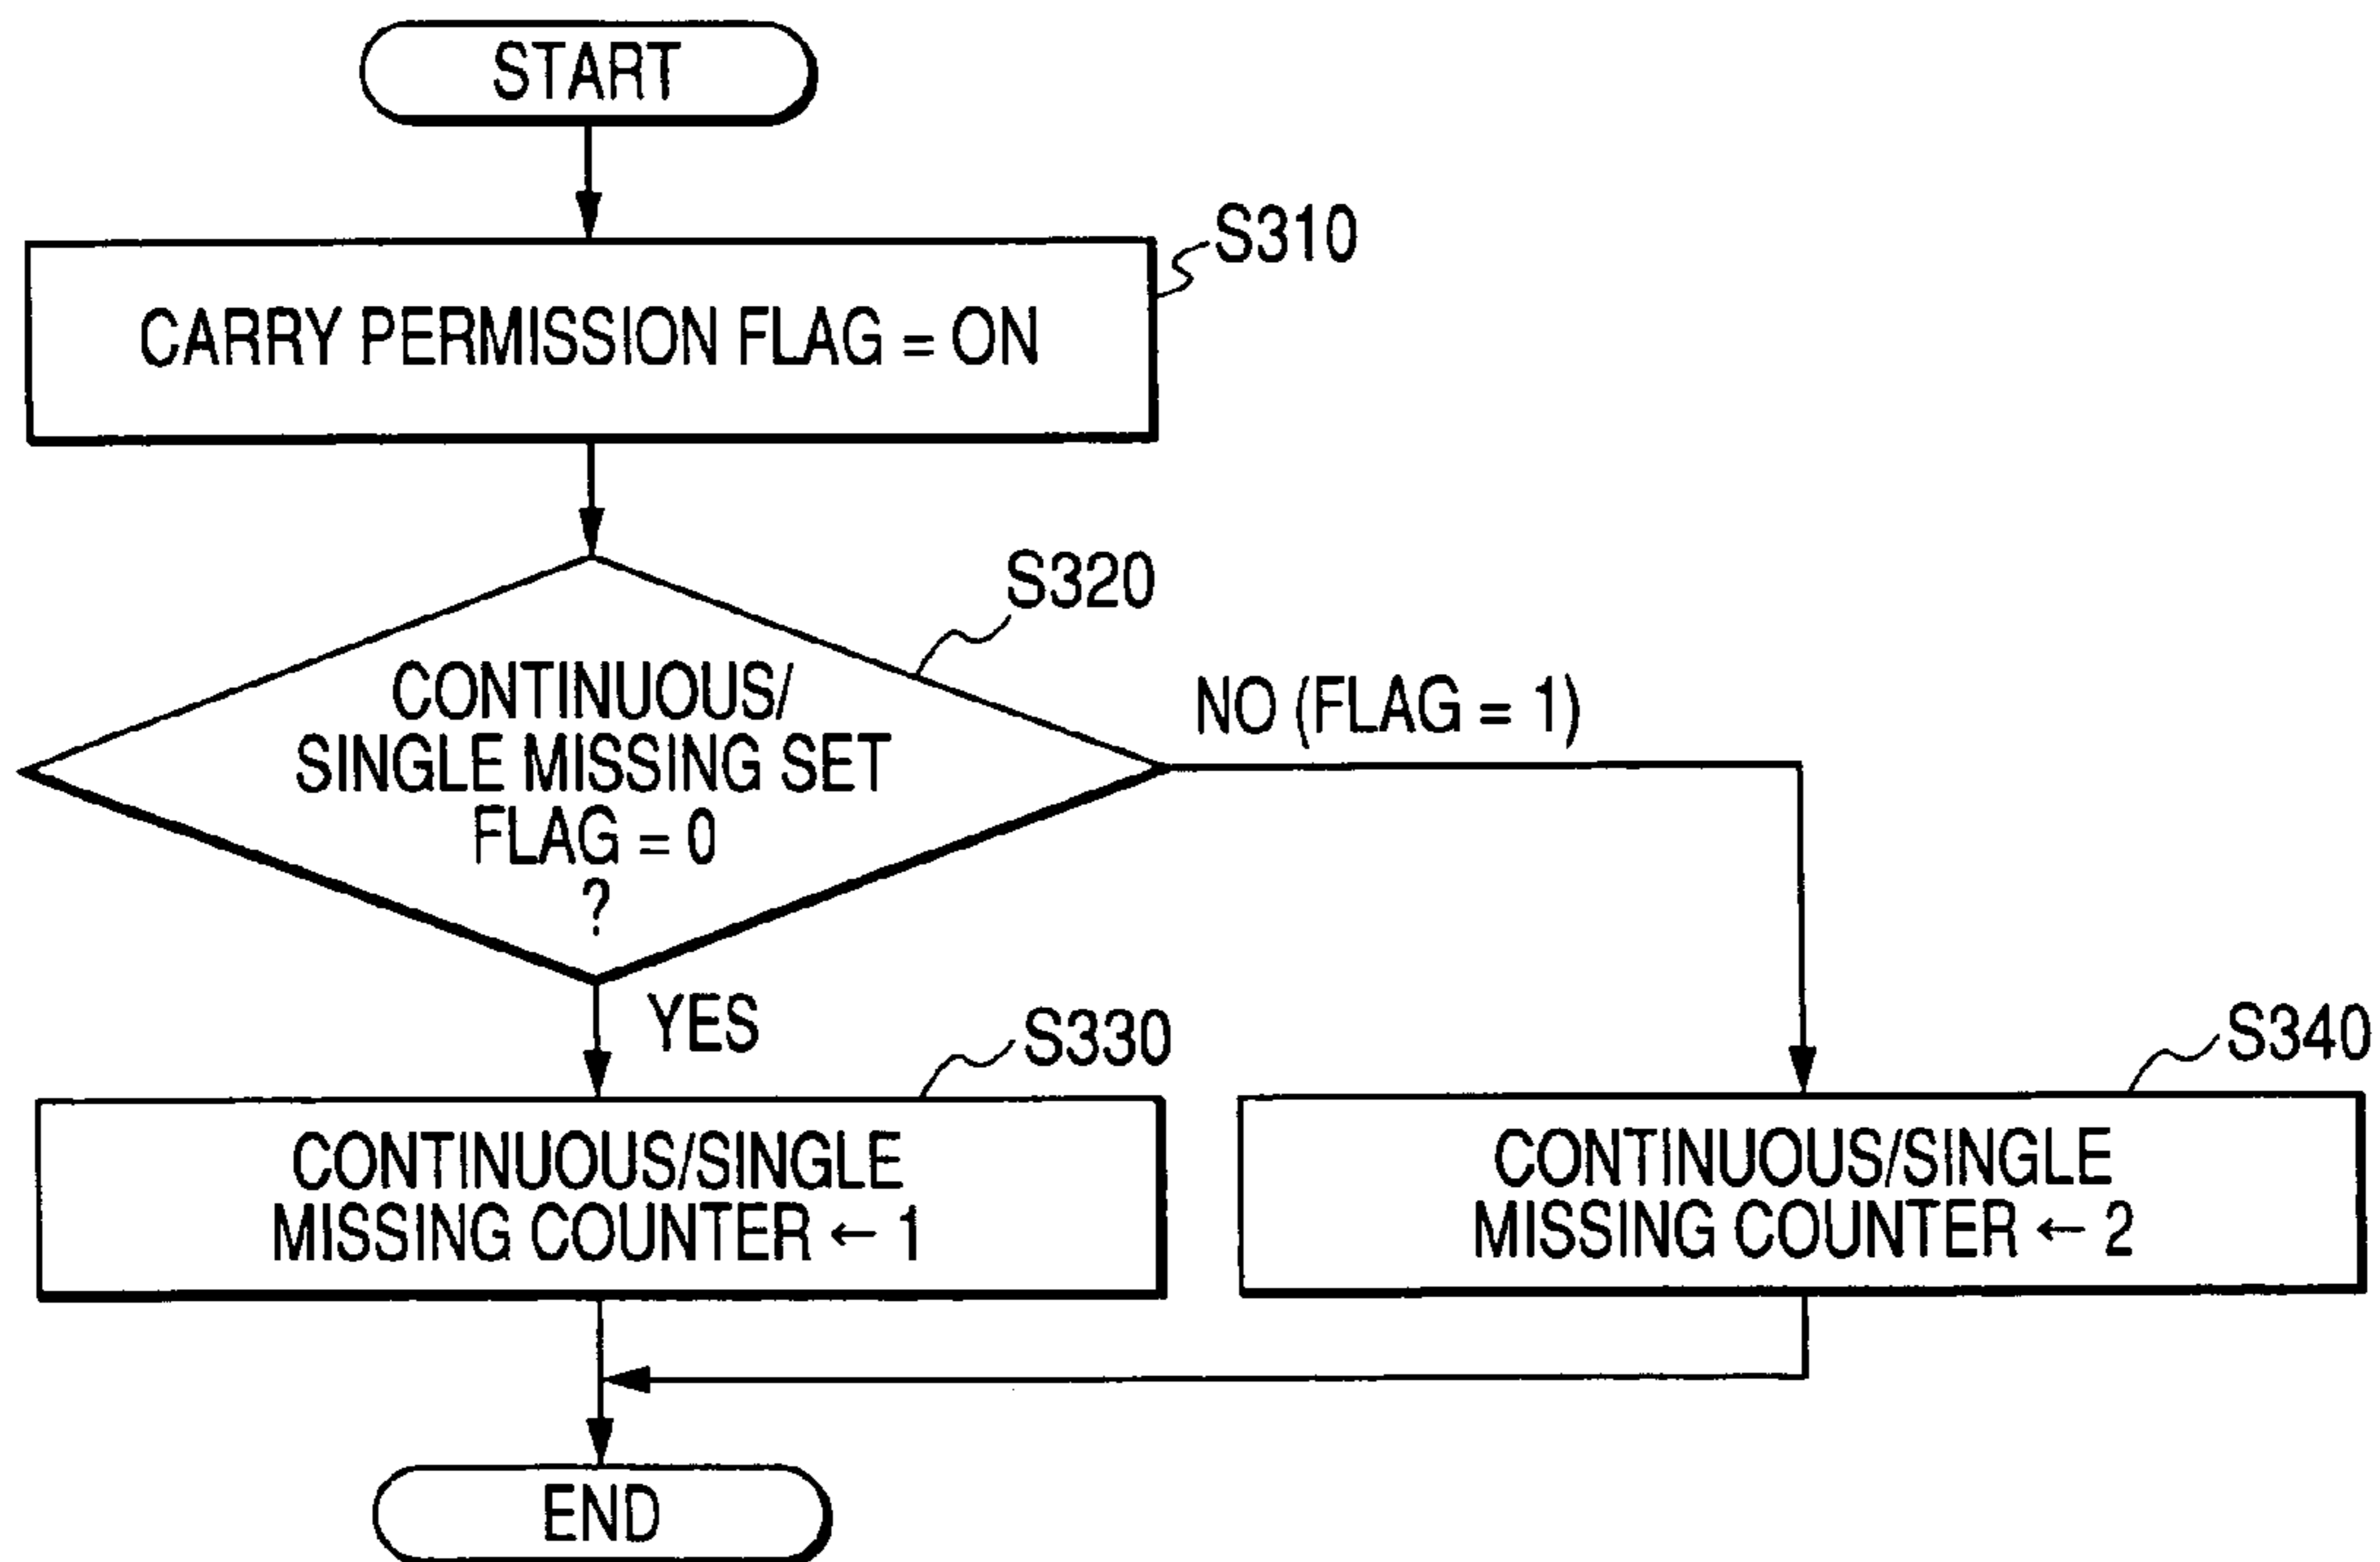 START
S310
CARRY PERMISSION FLAG = ON
S320
CONTINUOUS/
SINGLE MISSING SET
FLAG = 0
?
NO (FLAG = 1)
YES
S330
CONTINUOUS/SINGLE
MISSING COUNTER ← 1
S340
CONTINUOUS/SINGLE
MISSING COUNTER ← 2
END